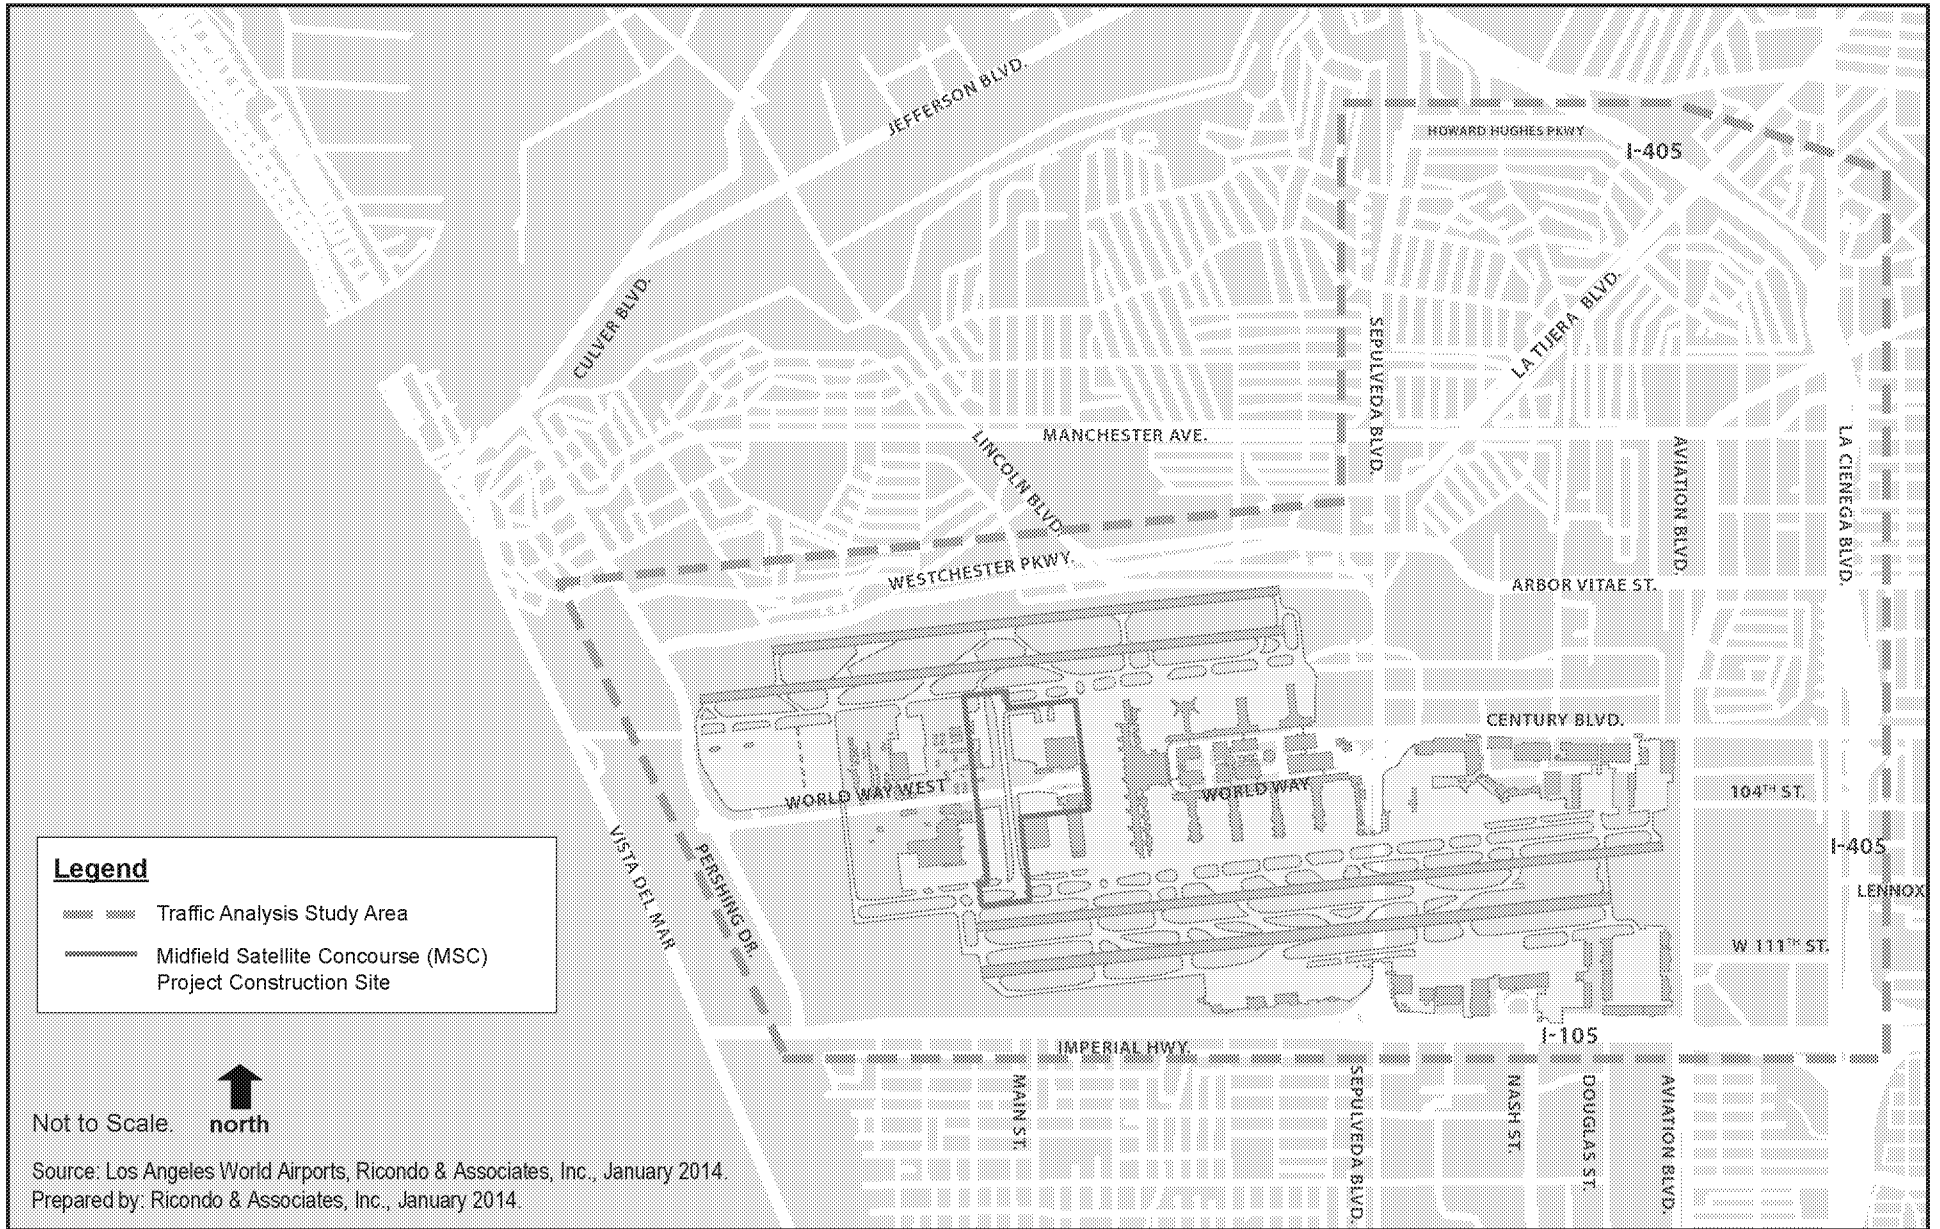 JEFFERSON BLVD.
HOWARD HUGHES PKWY
I-405
CULVER BLVD.
LA TIJERA BLVD.
SEPULVEDA BLVD.
MANCHESTER AVE.
LINCOLN BLVD.
AVIATION BLVD.
LA CIENEGA BLVD.
WESTCHESTER PKWY.
ARBOR VITAE ST.
CENTURY BLVD.
WORLD WAY WEST
WORLD WAY
104TH ST.
I-405
LENNOX
VISTA DEL MAR
PERSHING DR.
W 111TH ST.
I-105
IMPERIAL HWY.
MAIN ST.
SEPULVEDA BLVD.
NASH ST.
DOUGLAS ST.
AVIATION BLVD.
Legend
Traffic Analysis Study Area
Midfield Satellite Concourse (MSC)
Project Construction Site
Not to Scale.
north
Source: Los Angeles World Airports, Ricondo & Associates, Inc., January 2014.
Prepared by: Ricondo & Associates, Inc., January 2014.